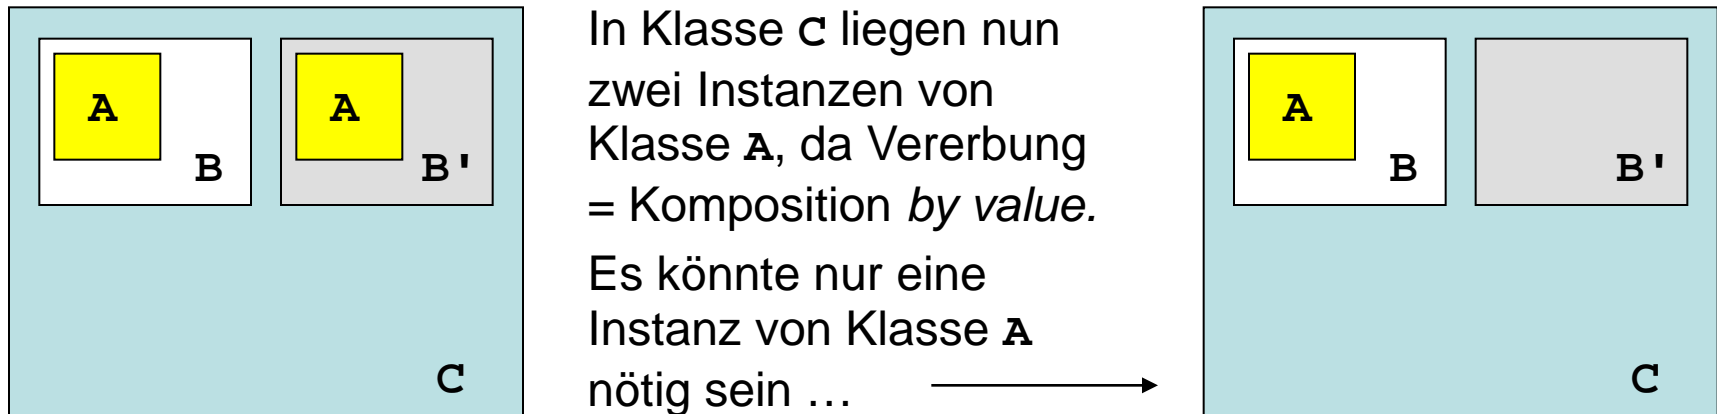 A
B
A
B'
C
In Klasse C liegen nun
zwei Instanzen von
Klasse A, da Vererbung
= Komposition by value.
Es könnte nur eine
Instanz von Klasse A
nötig sein …
A
B
B'
C